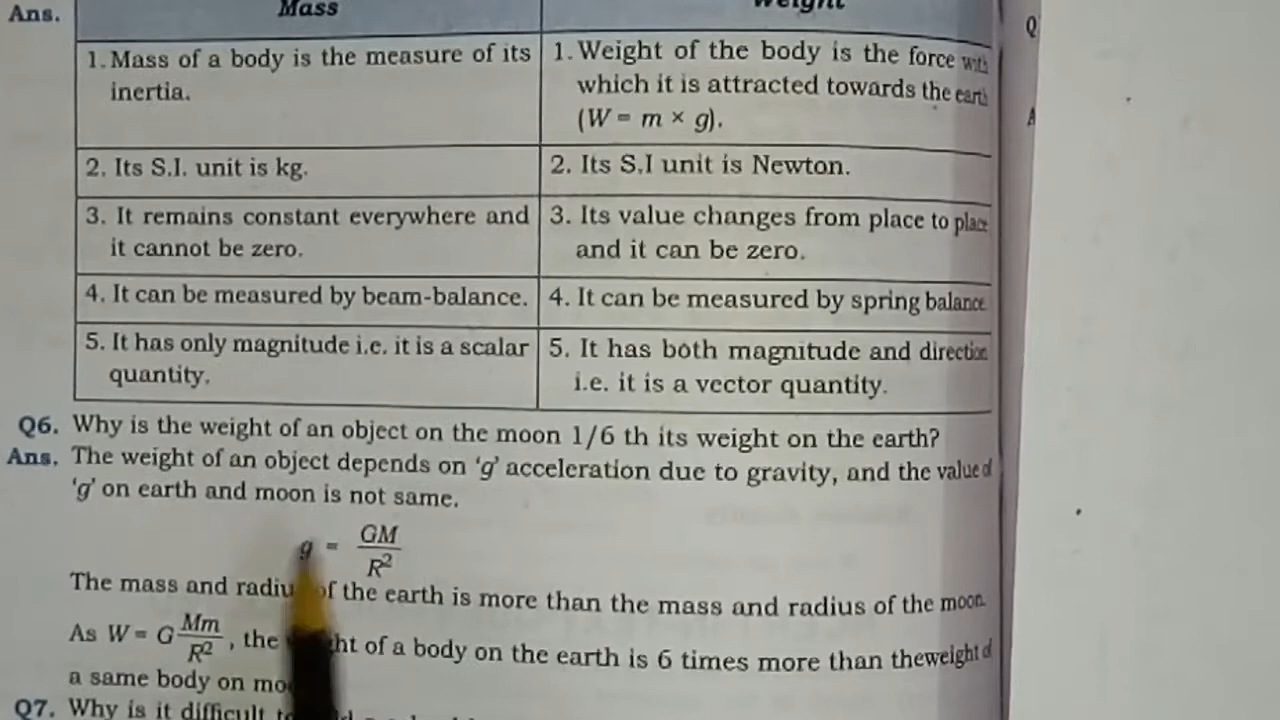 Ans.
Mass
Weight
1. Mass of a body is the measure of its
inertia.
1. Weight of the body is the force with
which it is attracted towards the earth
(W = m × g).
2. Its S.I. unit is kg.
2. Its S.I unit is Newton.
3. It remains constant everywhere and
it cannot be zero.
3. Its value changes from place to place
and it can be zero.
4. It can be measured by beam-balance.
4. It can be measured by spring balance
5. It has only magnitude i.e. it is a scalar
quantity.
5. It has both magnitude and direction
i.e. it is a vector quantity.
Q6. Why is the weight of an object on the moon 1/6 th its weight on the earth?
Ans. The weight of an object depends on 'g' acceleration due to gravity, and the value of
'g' on earth and moon is not same.
g = GM/R²
The mass and of the earth is more than the mass and radius of the moon.
As W = G Mm/R², the of a body on the earth is 6 times more than theweight of
a same body on
Q7. Why is it difficult
Q
A